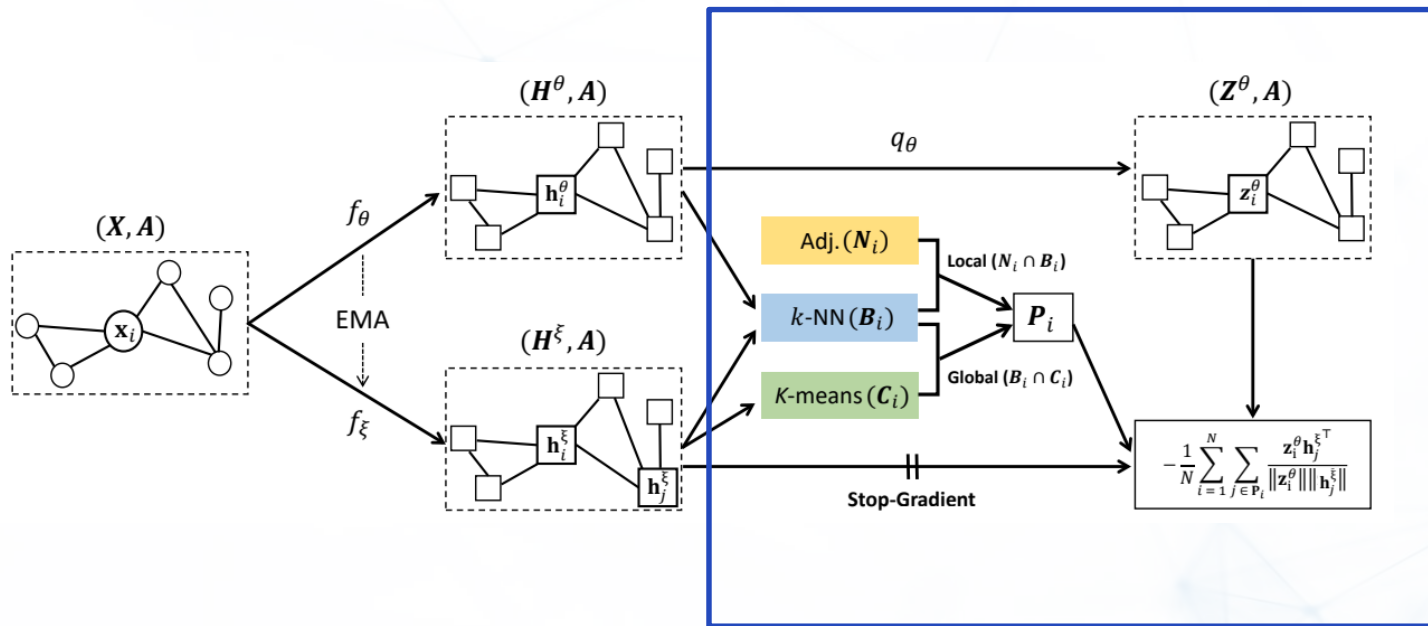 (X, A)
x_i
f_θ
EMA
f_ξ
(H^θ, A)
h_i^θ
(H^ξ, A)
h_i^ξ
h_j^ξ
q_θ
Adj. (N_i)
k-NN (B_i)
K-means (C_i)
Local (N_i ∩ B_i)
Global (B_i ∩ C_i)
P_i
Stop-Gradient
(Z^θ, A)
z_i^θ
-1/N ∑_{i=1}^{N} ∑_{j∈P_i} z_i^θ h_j^{ξ⊤} / ‖z_i^θ‖‖h_j^ξ‖